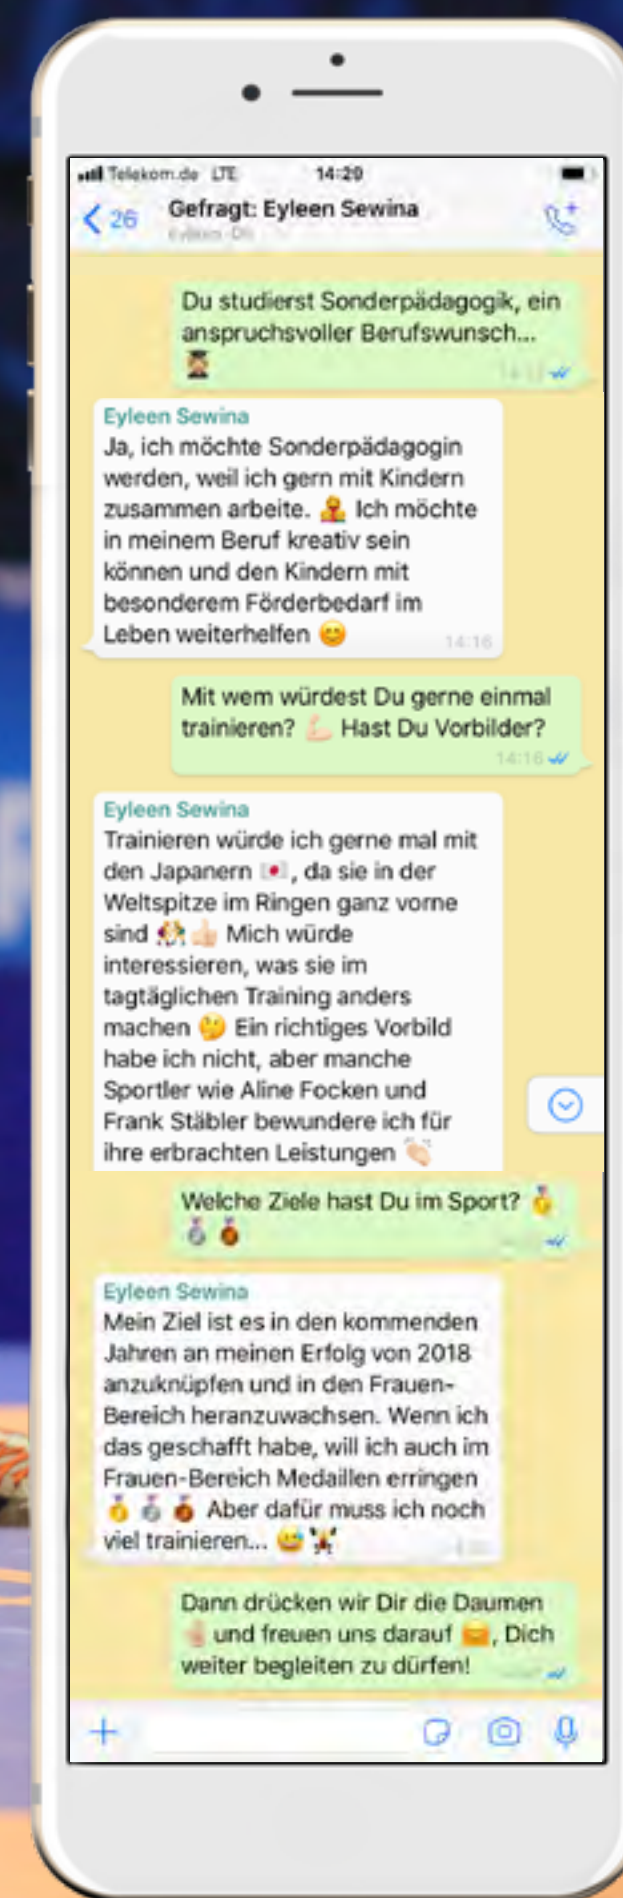 Telekom.de LTE 14:29
26 Gefragt: Eyleen Sewina
Du studierst Sonderpädagogik, ein
anspruchsvoller Berufswunsch...
Eyleen Sewina
Ja, ich möchte Sonderpädagogin
werden, weil ich gern mit Kindern
zusammen arbeite. Ich möchte
in meinem Beruf kreativ sein
können und den Kindern mit
besonderem Förderbedarf im
Leben weiterhelfen 😊
14:16
Mit wem würdest Du gerne einmal
trainieren? 💪🏻 Hast Du Vorbilder?
14:16
Eyleen Sewina
Trainieren würde ich gerne mal mit
den Japanern 🇯🇵, da sie in der
Weltspitze im Ringen ganz vorne
sind 👍🏻 Mich würde
interessieren, was sie im
tagtäglichen Training anders
machen 🤔 Ein richtiges Vorbild
habe ich nicht, aber manche
Sportler wie Aline Focken und
Frank Stäbler bewundere ich für
ihre erbrachten Leistungen 👏🏻
Welche Ziele hast Du im Sport? 🥇
🥈 🥉
Eyleen Sewina
Mein Ziel ist es in den kommenden
Jahren an meinen Erfolg von 2018
anzuknüpfen und in den Frauen-
Bereich heranzuwachsen. Wenn ich
das geschafft habe, will ich auch im
Frauen-Bereich Medaillen erringen
🥇 🥈 🥉 Aber dafür muss ich noch
viel trainieren... 😅
Dann drücken wir Dir die Daumen
und freuen uns darauf, Dich
weiter begleiten zu dürfen!